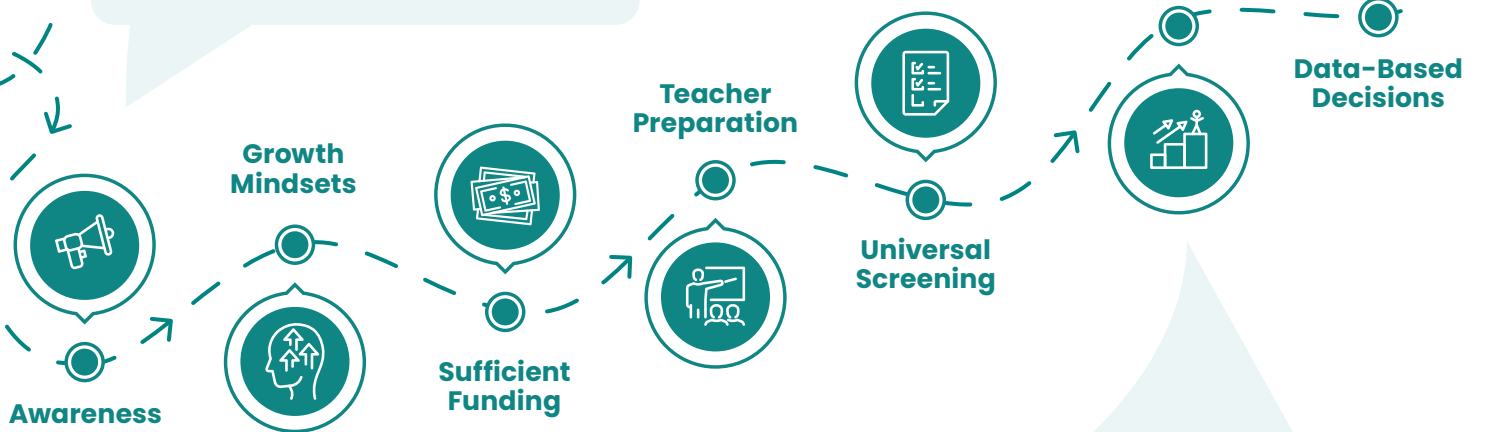 Awareness
Growth
Mindsets
Sufficient
Funding
Teacher
Preparation
Universal
Screening
Data-Based
Decisions
$